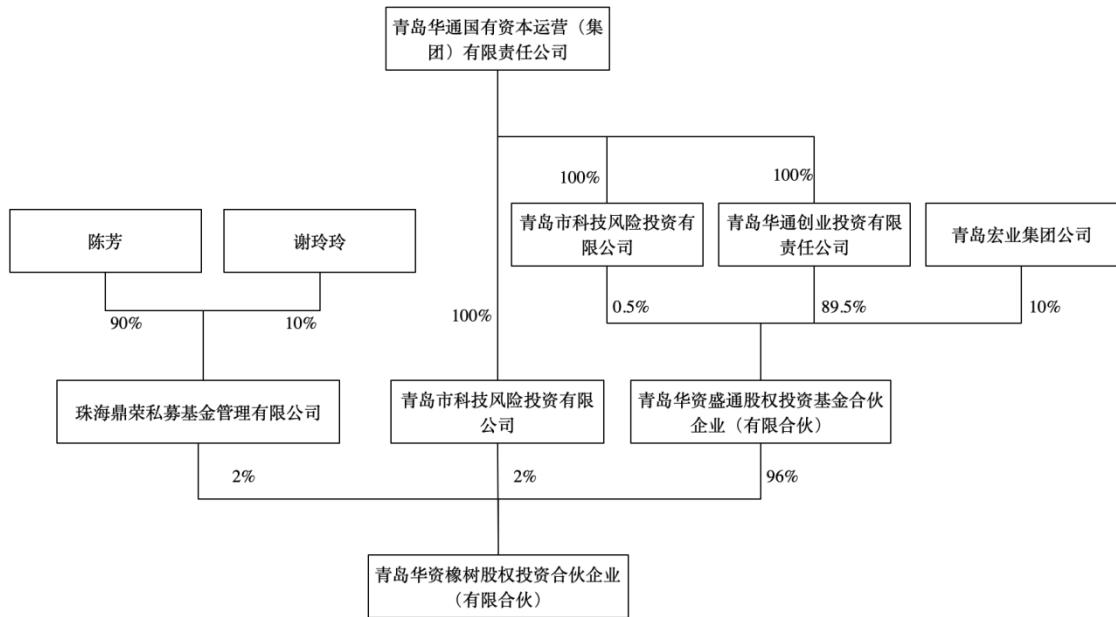 青岛华通国有资本运营（集
团）有限责任公司
100%
100%
陈芳
谢玲玲
青岛市科技风险投资有
限公司
青岛华通创业投资有限
责任公司
青岛宏业集团公司
90%
10%
100%
0.5%
89.5%
10%
珠海鼎荣私募基金管理有限公司
青岛市科技风险投资有限
公司
青岛华资盛通股权投资基金合伙
企业（有限合伙）
2%
2%
96%
青岛华资橡树股权投资合伙企业
（有限合伙）